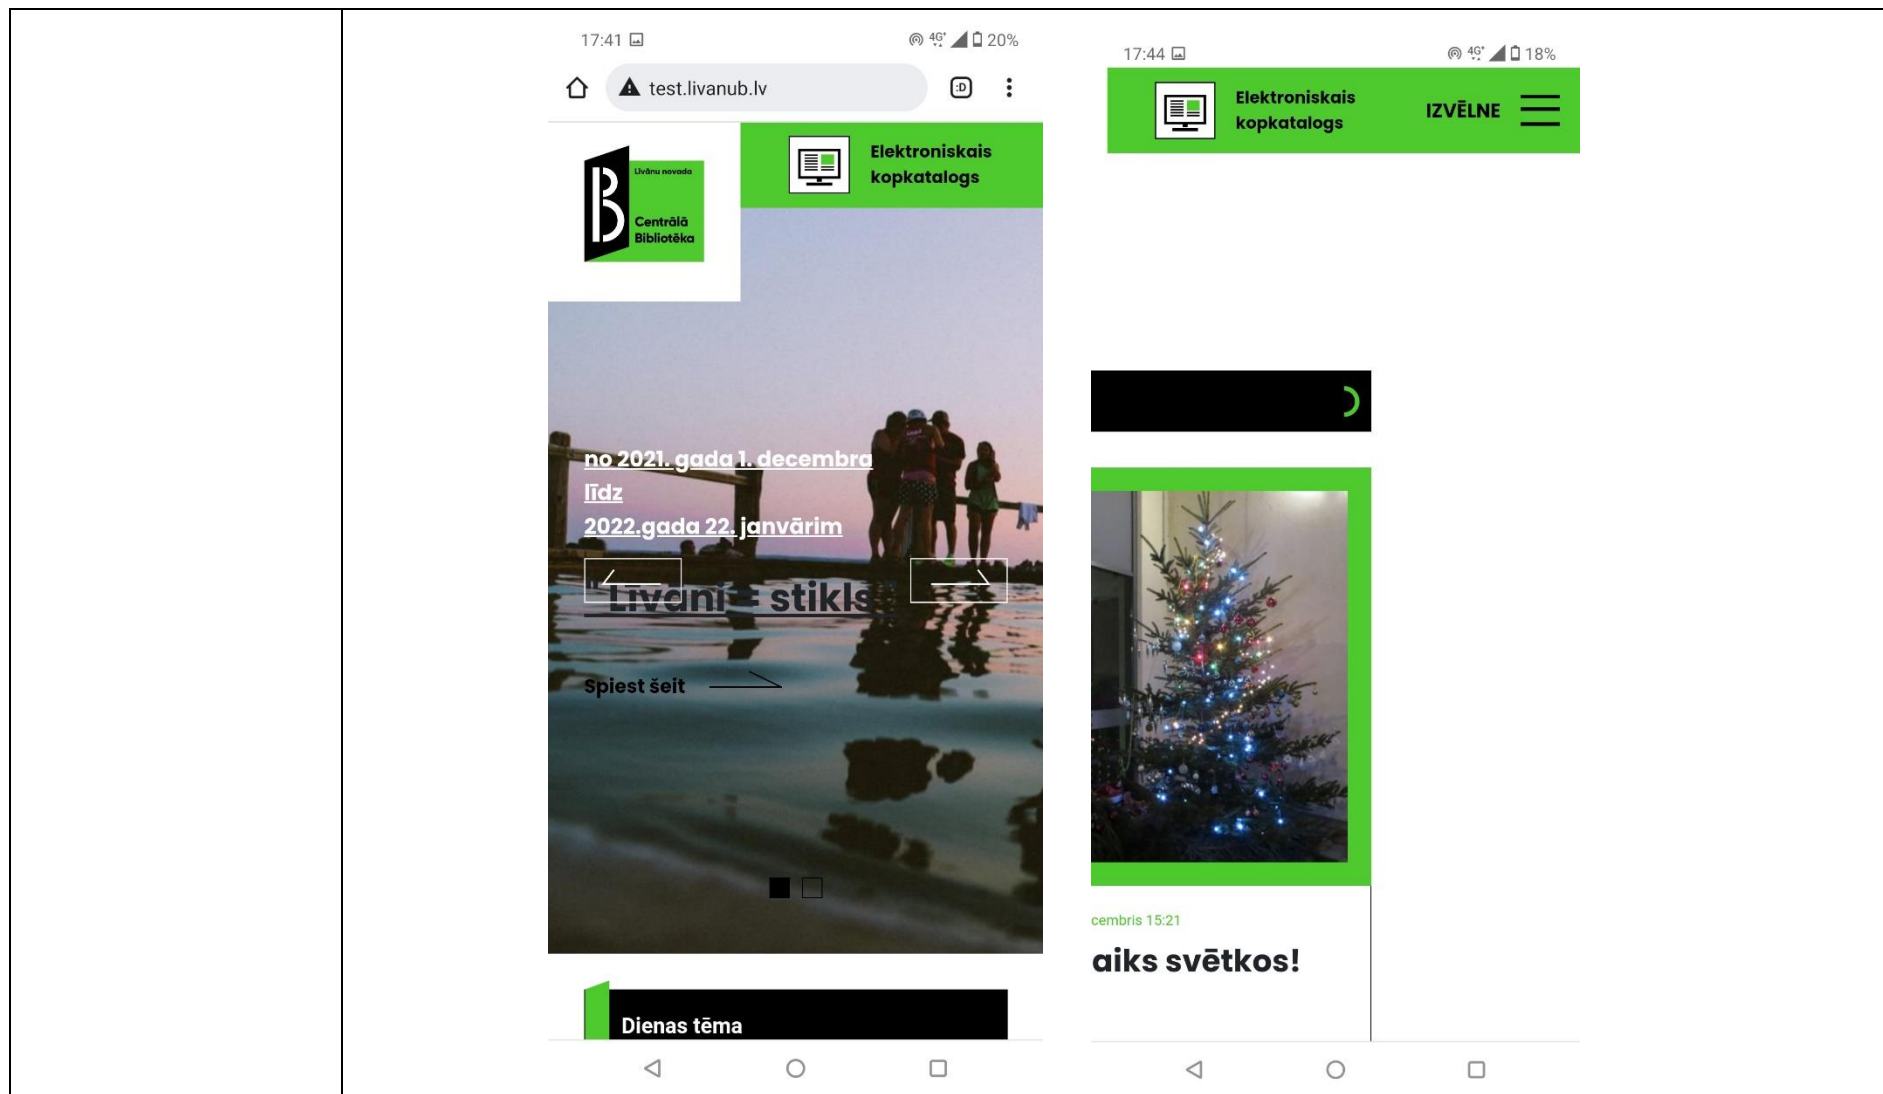 17:41
4G+
20%
test.livanub.lv
:D
Līvānu novada
Centrālā
Bibliotēka
Elektroniskais
kopkatalogs
no 2021. gada 1. decembra
līdz
2022.gada 22. janvārim
"Līvāni = stikls"
Spiest šeit
Dienas tēma
17:44
4G+
18%
Elektroniskais
kopkatalogs
IZVĒLNE
cembris 15:21
aiks svētkos!